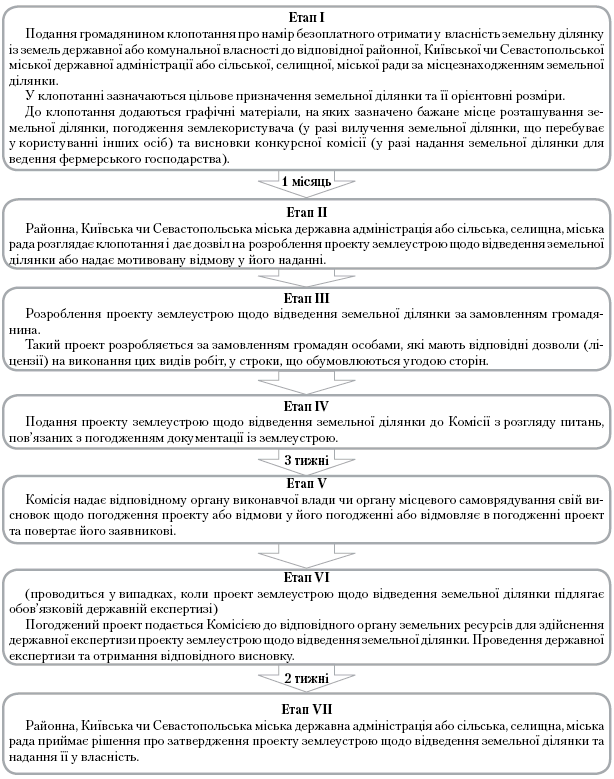 Етап I
Подання громадянином клопотання про намір безоплатного отримати у власність земельну ділянку
із земель державної або комунальної власності до відповідної районної, Київської чи Севастопольської
міської державної адміністрації або сільської, селищної, міської ради за місцезнаходженням земельної
ділянки.
У клопотанні зазначаються цільове призначення земельної ділянки та її орієнтовні розміри.
До клопотання додаються графічні матеріали, на яких зазначено бажане місце розташування зе-
мельної ділянки, погодження землекористувача (у разі вилучення земельної ділянки, що перебуває
у користуванні інших осіб) та висновки конкурсної комісії (у разі надання земельної ділянки для
ведення фермерського господарства).
1 місяць
Етап II
Районна, Київська чи Севастопольська міська державна адміністрація або сільська, селищна, міська
рада розглядає клопотання і дає дозвіл на розроблення проекту землеустрою щодо відведення земельної
ділянки або надає мотивовану відмову у його наданні.
Етап III
Розроблення проекту землеустрою щодо відведення земельної ділянки за замовленням громадя-
нина.
Такий проект розробляється за замовленням громадян особами, які мають відповідні дозволи (лі-
цензії) на виконання цих видів робіт, у строки, що обумовлюються угодою сторін.
Етап IV
Подання проекту землеустрою щодо відведення земельної ділянки до Комісії з розгляду питань,
пов’язаних з погодженням документації із землеустрою.
3 тижні
Етап V
Комісія надає відповідному органу виконавчої влади чи органу місцевого самоврядування свій ви-
сновок щодо погодження проекту або відмови у його погодженні або відмовляє в погодженні проект
та повертає його заявникові.
Етап VI
(проводиться у випадках, коли проект землеустрою щодо відведення земельної ділянки підлягає
обов’язковій державній експертизі)
Погоджений проект подається Комісією до відповідного органу земельних ресурсів для здійснення
державної експертизи проекту землеустрою щодо відведення земельної ділянки. Проведення державної
експертизи та отримання відповідного висновку.
2 тижні
Етап VII
Районна, Київська чи Севастопольська міська державна адміністрація або сільська, селищна, міська
рада приймає рішення про затвердження проекту землеустрою щодо відведення земельної ділянки та
надання її у власність.